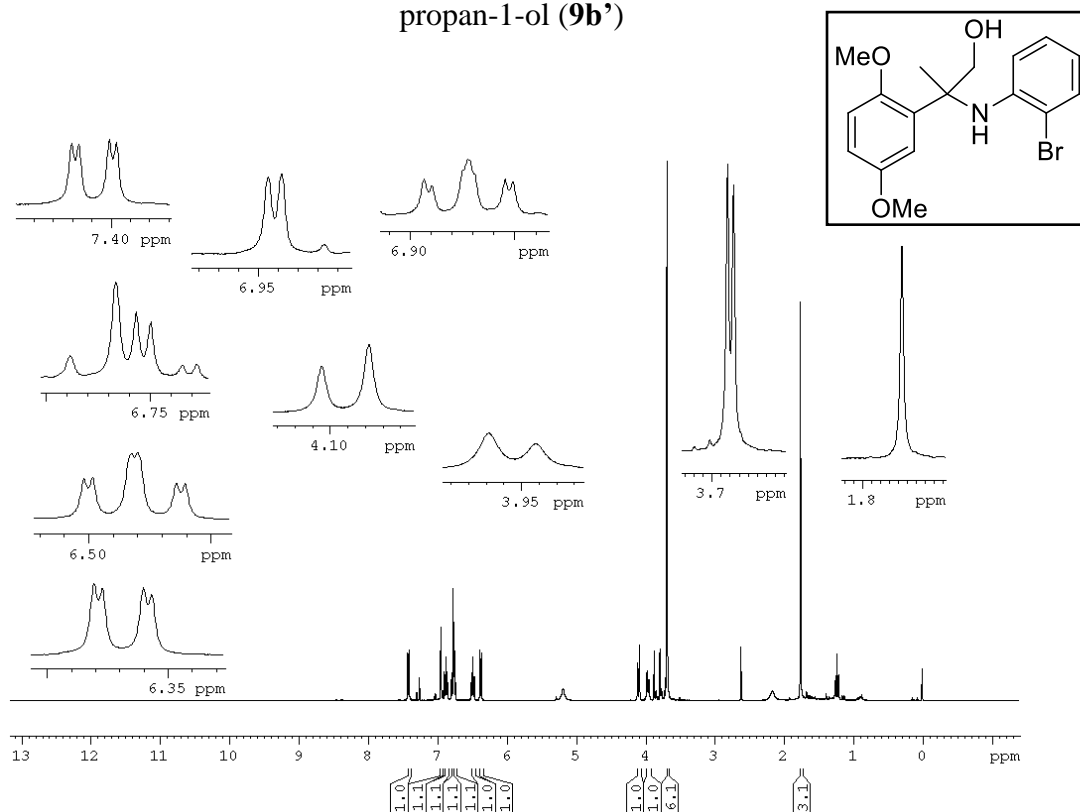 propan-1-ol (9b’)
OH
MeO
N
H
Br
OMe
7.40 ppm
6.95 ppm
6.90 ppm
6.75 ppm
4.10 ppm
3.95 ppm
3.7 ppm
1.8 ppm
6.50 ppm
6.35 ppm
13 12 11 10 9 8 7 6 5 4 3 2 1 0 ppm
1.0 1.1 1.1 1.1 1.1 1.0 1.0 1.0 1.0 6.1 3.1